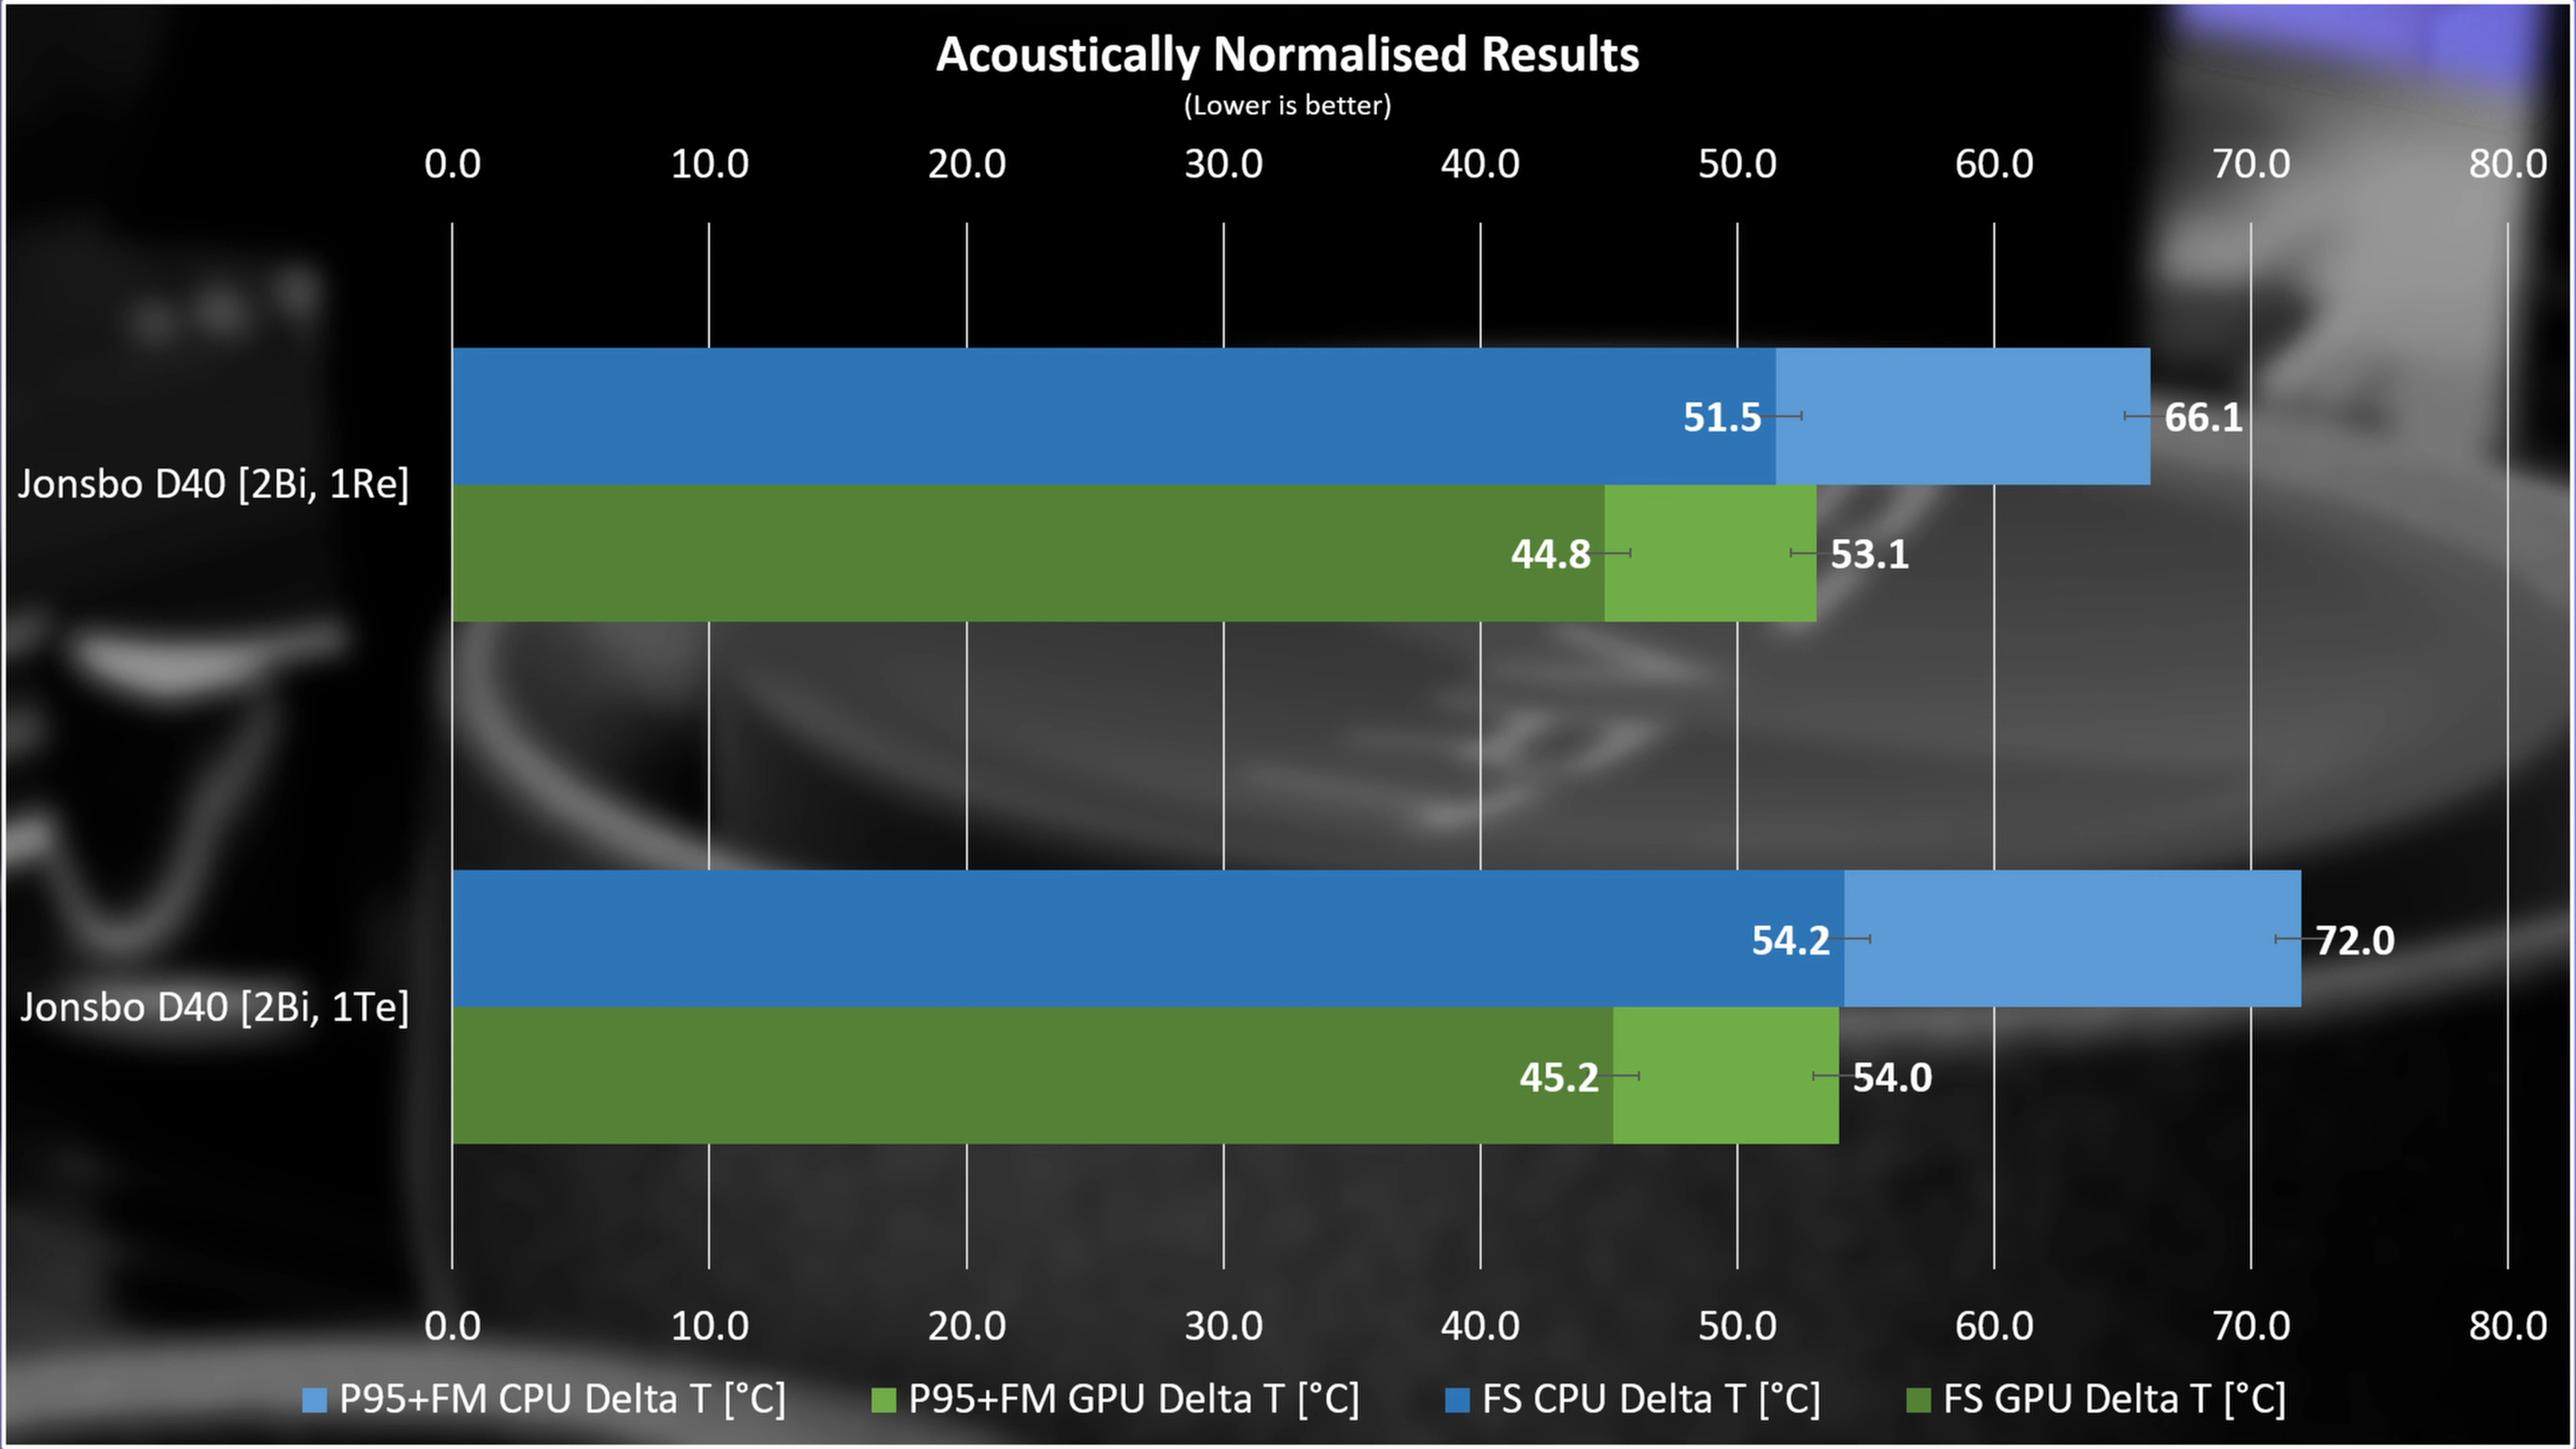 Acoustically Normalised Results
(Lower is better)
0.0 10.0 20.0 30.0 40.0 50.0 60.0 70.0 80.0
51.5 66.1
Jonsbo D40 [2Bi, 1Re]
44.8 53.1
54.2 72.0
Jonsbo D40 [2Bi, 1Te]
45.2 54.0
0.0 10.0 20.0 30.0 40.0 50.0 60.0 70.0 80.0
P95+FM CPU Delta T [°C] P95+FM GPU Delta T [°C] FS CPU Delta T [°C] FS GPU Delta T [°C]